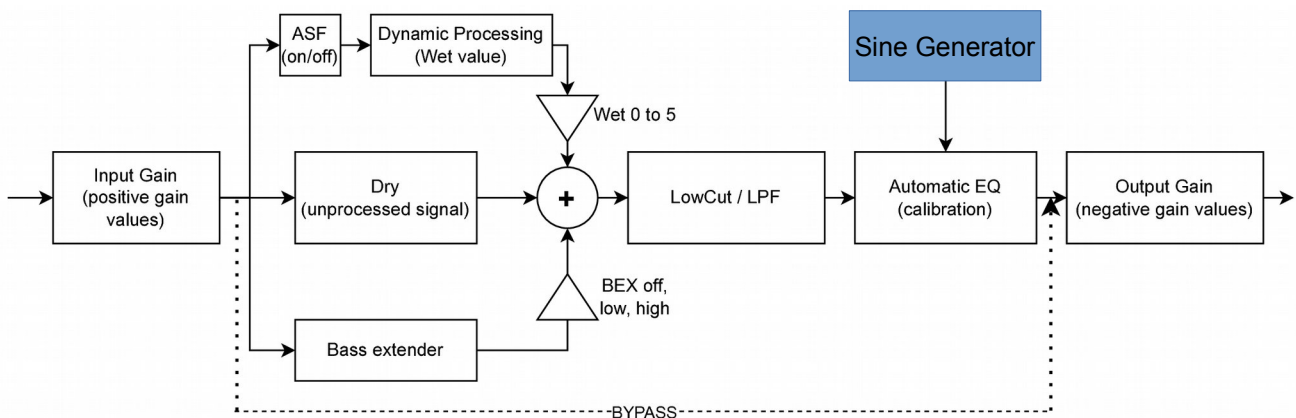 ASF
(on/off)
Dynamic Processing
(Wet value)
Sine Generator
Wet 0 to 5
Input Gain
(positive gain
values)
Dry
(unprocessed signal)
+
LowCut / LPF
Automatic EQ
(calibration)
Output Gain
(negative gain values)
BEX off,
low, high
Bass extender
BYPASS